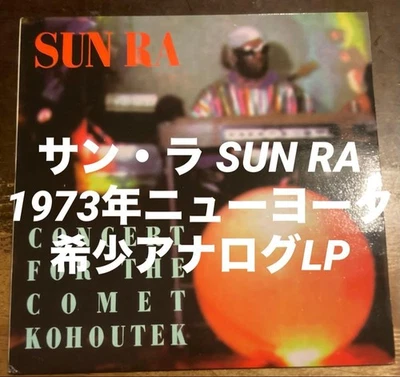 SUN RA
サン・ラ SUN RA
1973年ニューヨーク
CONCERT
希少アナログLP
FOR THE
COMET
KOHOUTEK